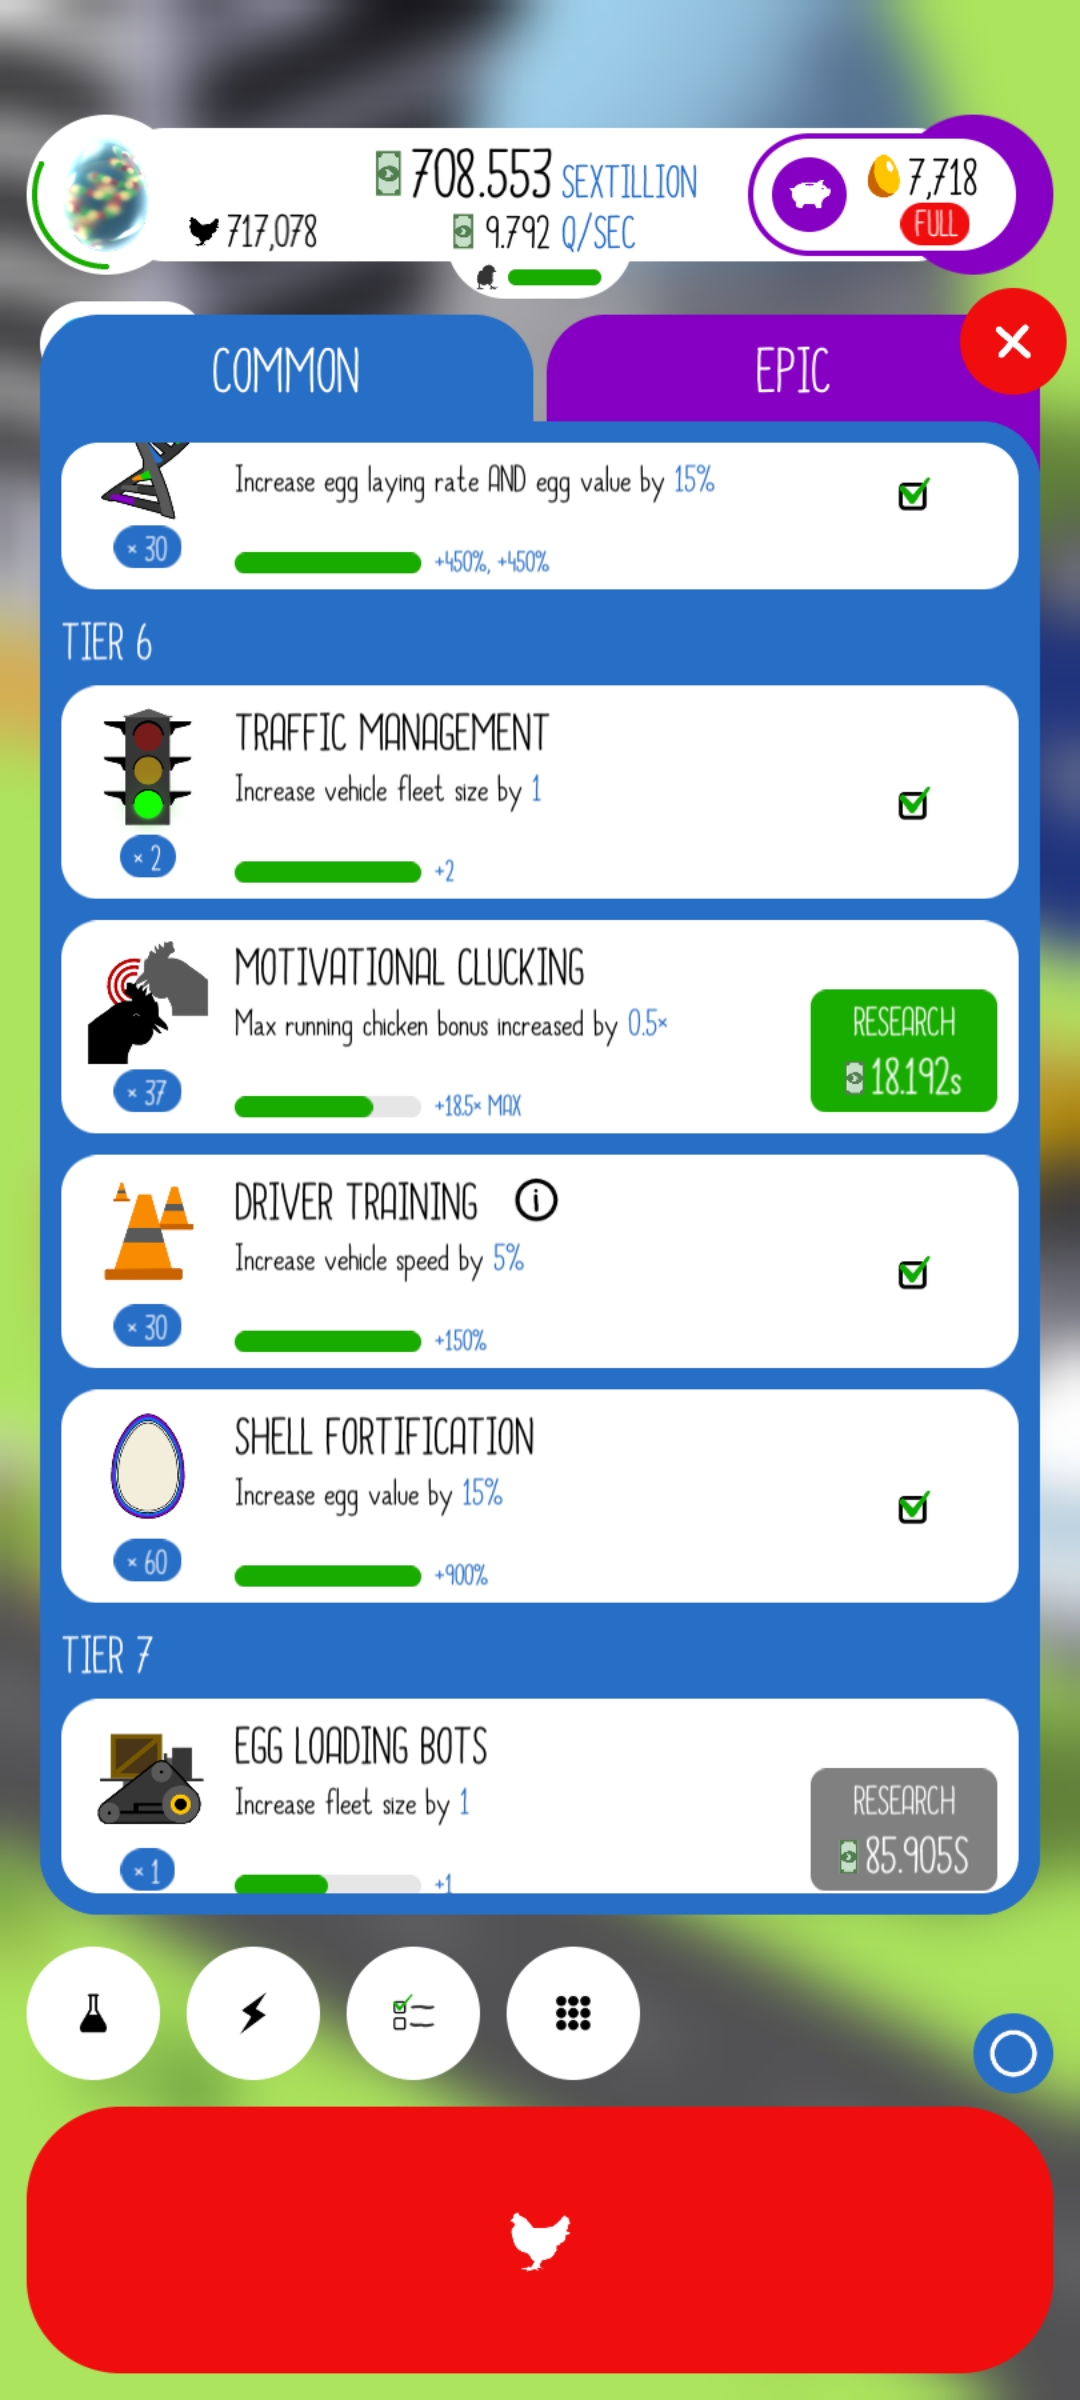 708.553 SEXTILLION
717,078
9.792 Q/SEC
7,718
FULL
COMMON
EPIC
Increase egg laying rate AND egg value by 15%
× 30
+450%, +450%
TIER 6
TRAFFIC MANAGEMENT
Increase vehicle fleet size by 1
× 2
+2
MOTIVATIONAL CLUCKING
Max running chicken bonus increased by 0.5×
RESEARCH
18.192s
× 37
+18.5× MAX
DRIVER TRAINING i
Increase vehicle speed by 5%
× 30
+150%
SHELL FORTIFICATION
Increase egg value by 15%
× 60
+900%
TIER 7
EGG LOADING BOTS
Increase fleet size by 1
RESEARCH
85.905S
× 1
+1